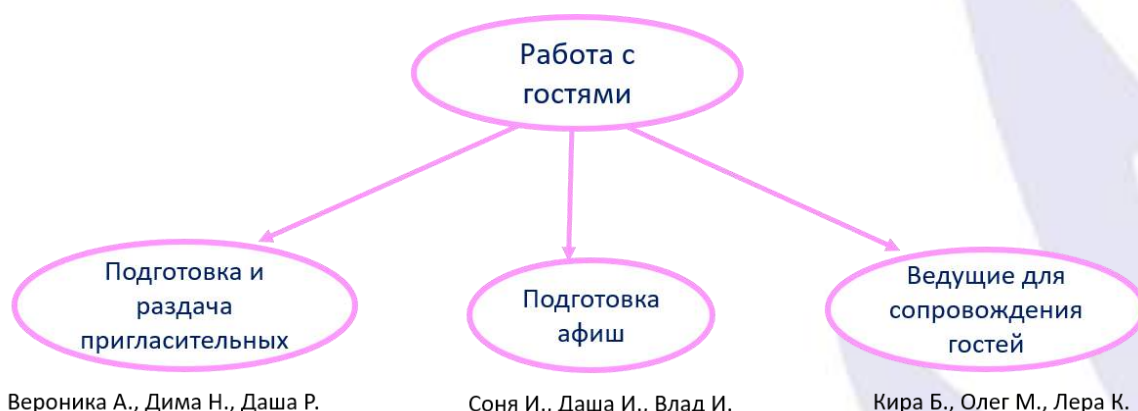 Работа с
гостями
Подготовка и
раздача
пригласительных
Подготовка
афиш
Ведущие для
сопровождения
гостей
Вероника А., Дима Н., Даша Р.
Соня И., Даша И., Влад И.
Кира Б., Олег М., Лера К.